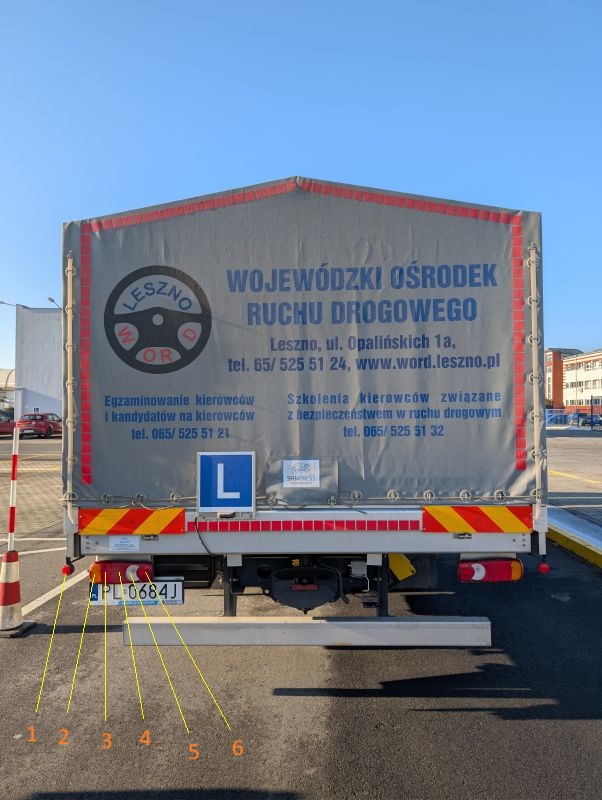 LESZNO
WORD
WOJEWÓDZKI OŚRODEK
RUCHU DROGOWEGO
Leszno, ul. Opalińskich 1a,
tel. 65/ 525 51 24, www.word.leszno.pl
Egzaminowanie kierowców
i kandydatów na kierowców
tel. 065/ 525 51 21
Szkolenia kierowców związane
z bezpieczeństwem w ruchu drogowym
tel. 065/ 525 51 32
L
SHNIPRESS
PL 0684J
1
2
3
4
5
6